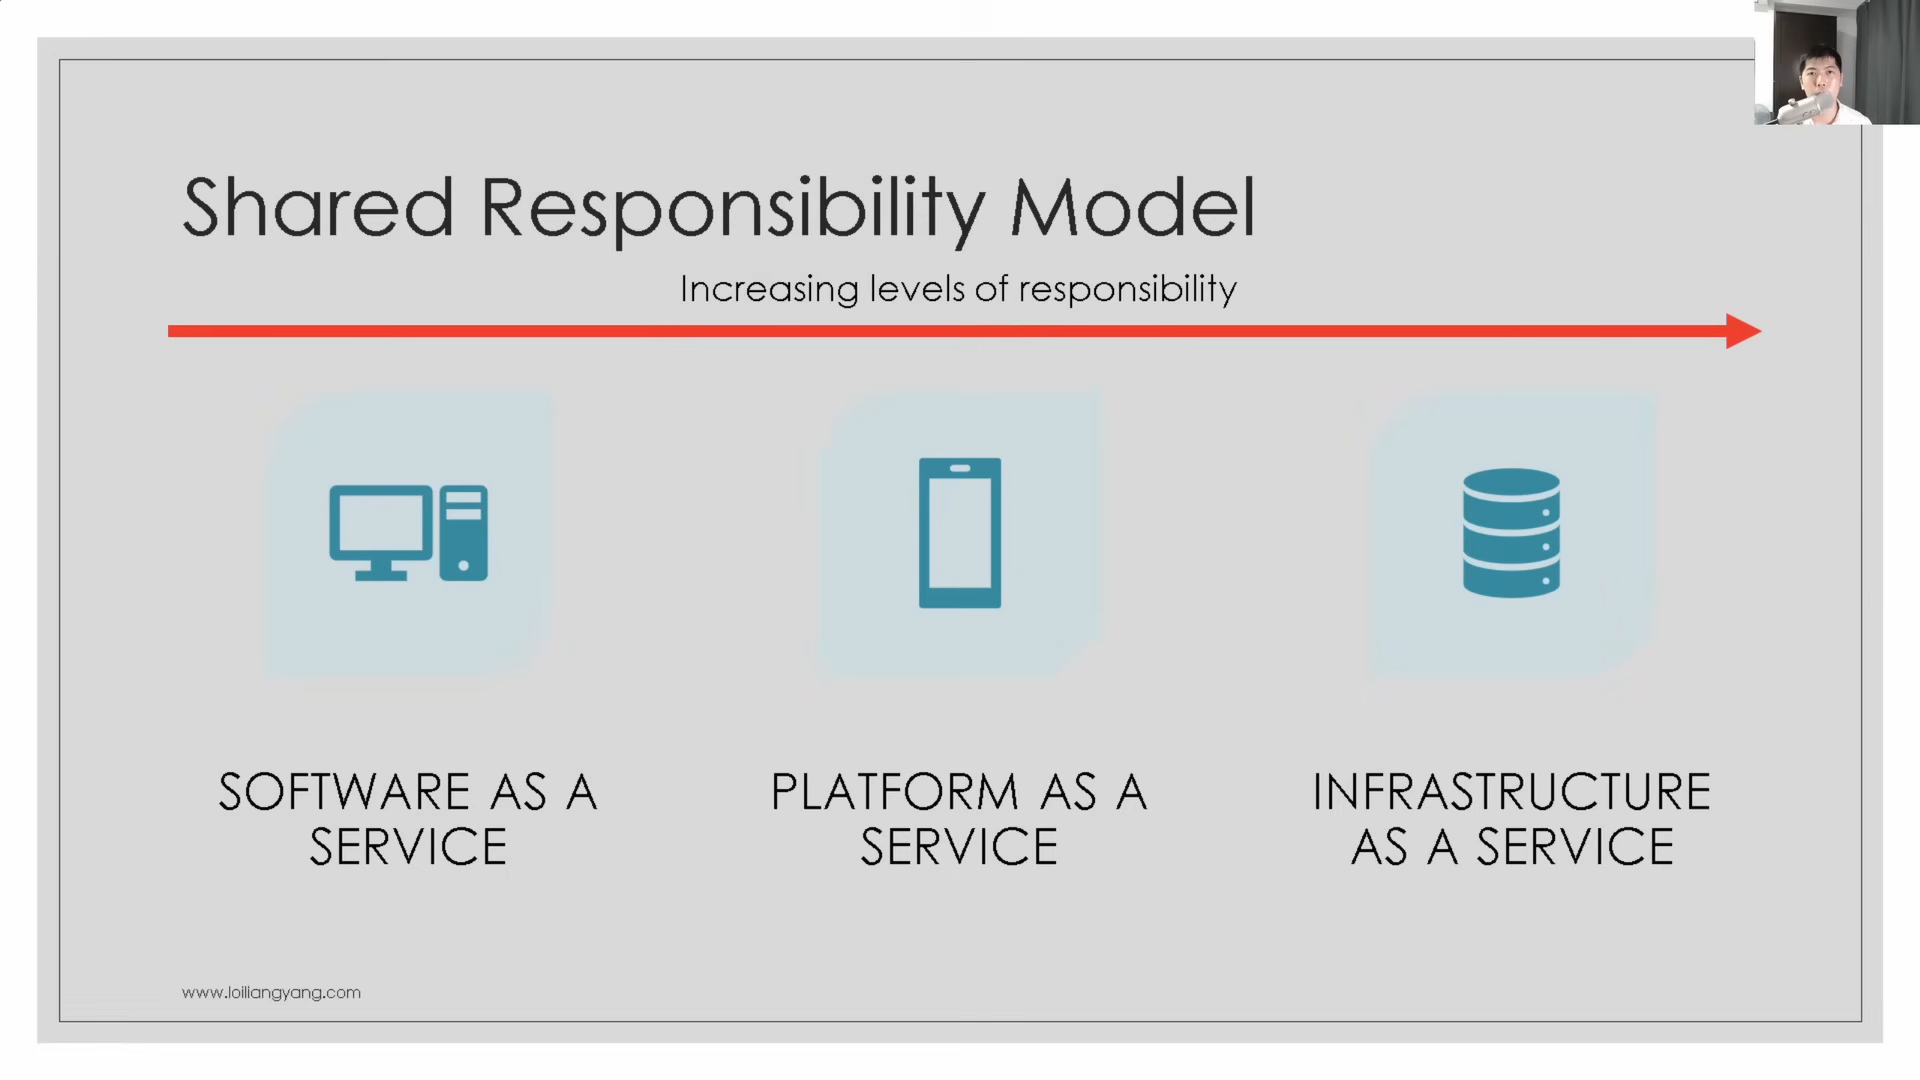 Shared Responsibility Model
Increasing levels of responsibility
SOFTWARE AS A
SERVICE
PLATFORM AS A
SERVICE
INFRASTRUCTURE
AS A SERVICE
www.loiliangyang.com